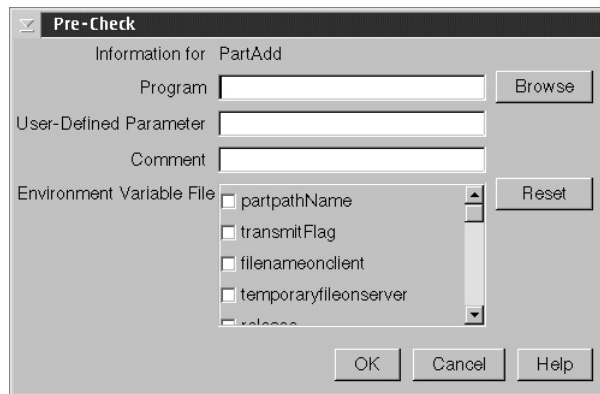 Pre-Check
Information for PartAdd
Program
Browse
User-Defined Parameter
Comment
Environment Variable File
partpathName
Reset
transmitFlag
filenameonclient
temporaryfileonserver
OK Cancel Help